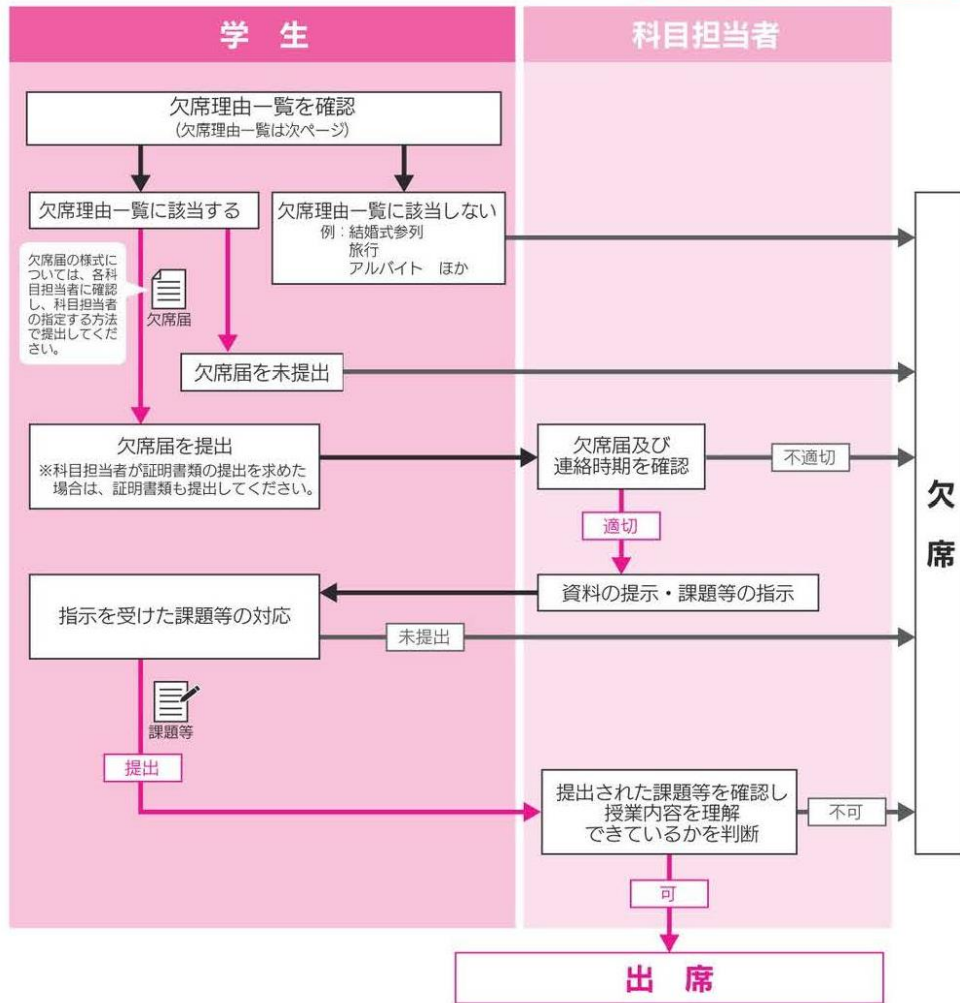 学 生
科目担当者
欠席理由一覧を確認
(欠席理由一覧は次ページ)
欠席理由一覧に該当する
欠席理由一覧に該当しない
例:結婚式参列
旅行
アルバイト ほか
欠席届の様式に
ついては、各科
目担当者に確認
し、科目担当者
の指定する方法
で提出してくだ
さい。
欠席届
欠席届を未提出
欠席届を提出
※科目担当者が証明書類の提出を求めた
場合は、証明書類も提出してください。
欠席届及び
連絡時期を確認
不適切
適切
欠
席
資料の提示・課題等の指示
指示を受けた課題等の対応
未提出
課題等
提出
提出された課題等を確認し
授業内容を理解
できているかを判断
不可
可
出 席